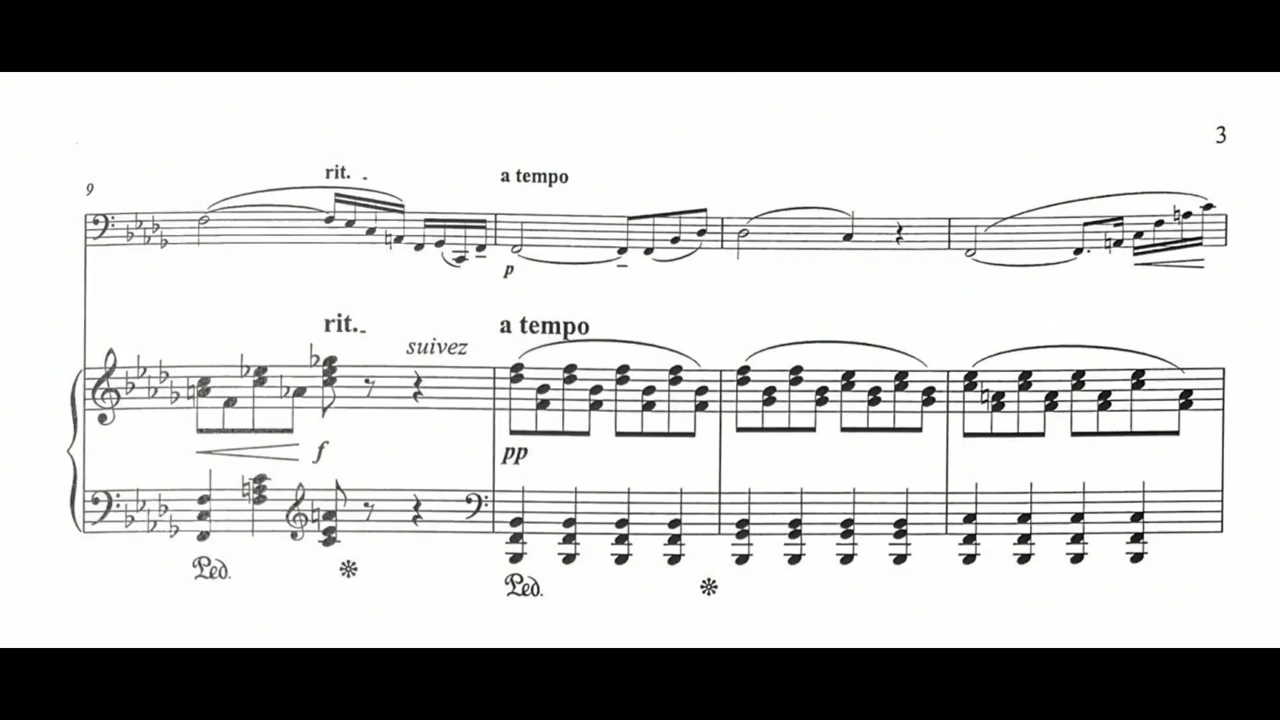 3
9
rit.
a tempo
p
rit.
suivez
a tempo
f
pp
Ped.
Ped.